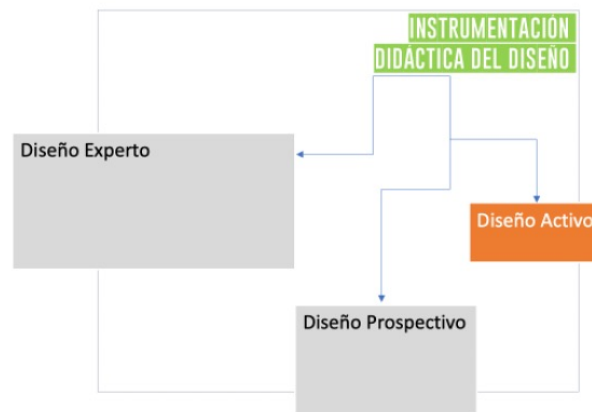 INSTRUMENTACIÓN
DIDÁCTICA DEL DISEÑO
Diseño Experto
Diseño Activo
Diseño Prospectivo